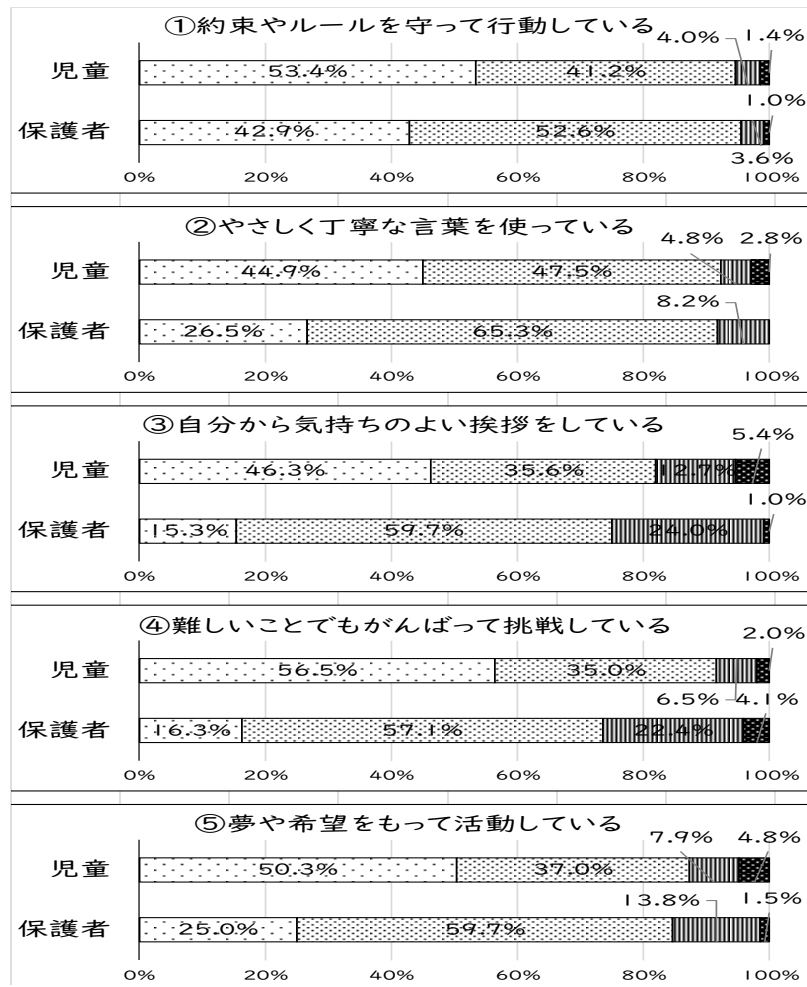 ①約束やルールを守って行動している
4.0% 1.4%
児童 53.4% 41.2%
1.0%
保護者 42.9% 52.6%
3.6%
0% 20% 40% 60% 80% 100%
②やさしく丁寧な言葉を使っている
4.8% 2.8%
児童 44.9% 47.5%
8.2%
保護者 26.5% 65.3%
0% 20% 40% 60% 80% 100%
③自分から気持ちのよい挨拶をしている
5.4%
児童 46.3% 35.6% 12.7%
1.0%
保護者 15.3% 59.7% 24.0%
0% 20% 40% 60% 80% 100%
④難しいことでもがんばって挑戦している
2.0%
児童 56.5% 35.0%
6.5% 4.1%
保護者 16.3% 57.1% 22.4%
0% 20% 40% 60% 80% 100%
⑤夢や希望をもって活動している
7.9% 4.8%
児童 50.3% 37.0%
13.8% 1.5%
保護者 25.0% 59.7%
0% 20% 40% 60% 80% 100%